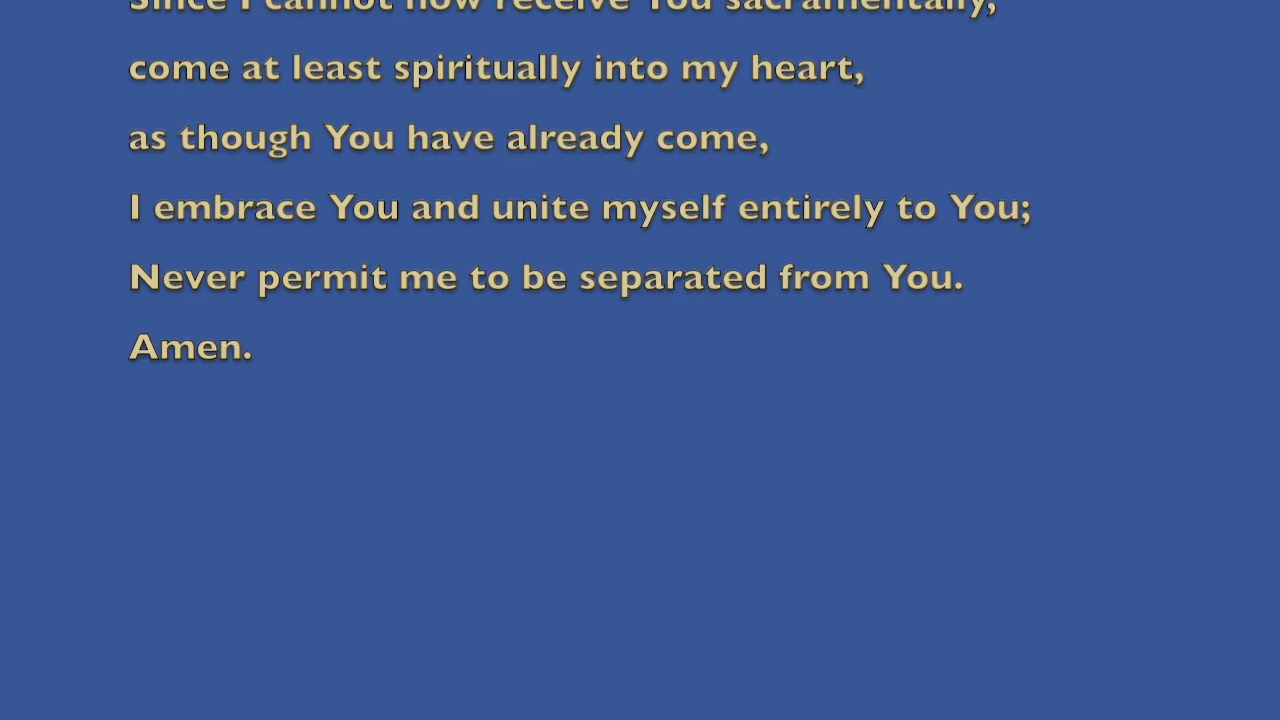 Since I cannot now receive You sacramentally,
come at least spiritually into my heart,
as though You have already come,
I embrace You and unite myself entirely to You;
Never permit me to be separated from You.
Amen.